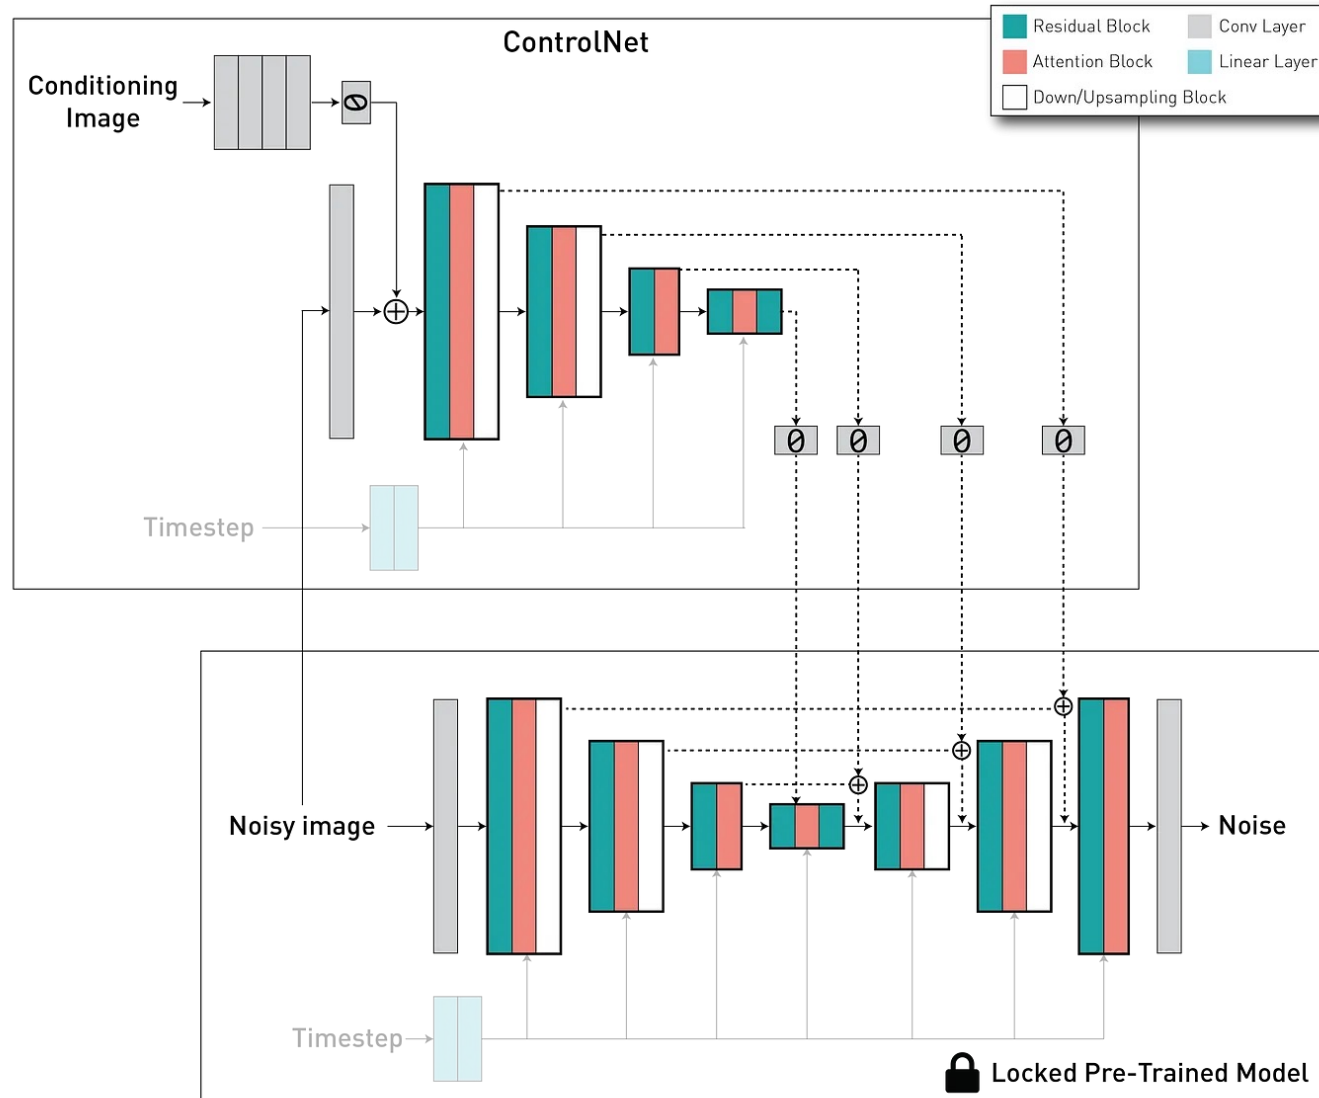 ControlNet
Residual Block
Conv Layer
Attention Block
Linear Layer
Down/Upsampling Block
Conditioning
Image
0
0
0
0
0
Timestep
Noisy image
Noise
Timestep
Locked Pre-Trained Model